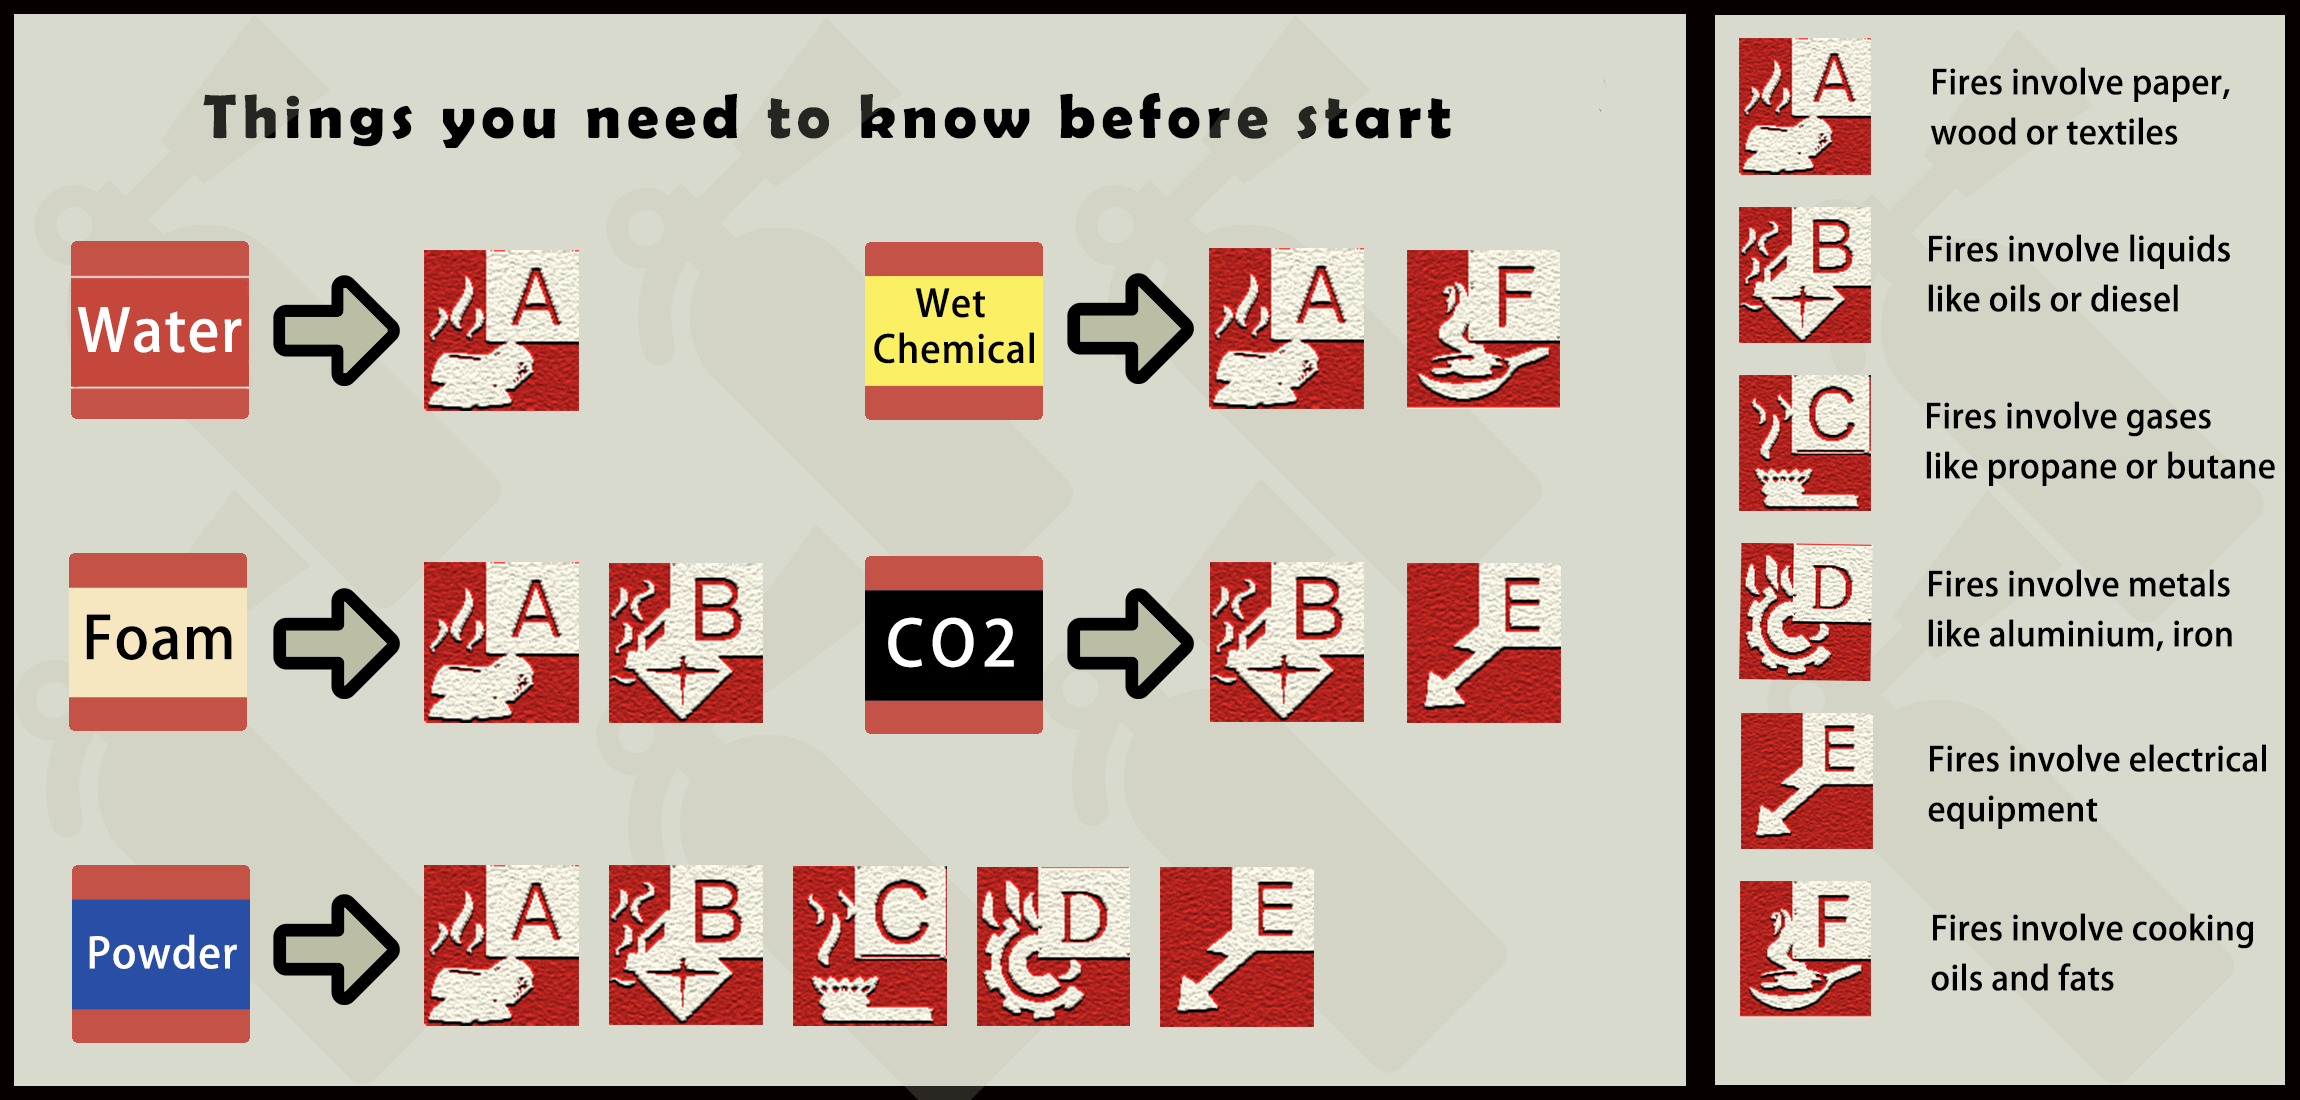 Things you need to know before start
Water
A
Wet
Chemical
A
F
Foam
A
B
CO2
B
E
Powder
A
B
C
D
E
A
Fires involve paper,
wood or textiles
B
Fires involve liquids
like oils or diesel
C
Fires involve gases
like propane or butane
D
Fires involve metals
like aluminium, iron
E
Fires involve electrical
equipment
F
Fires involve cooking
oils and fats